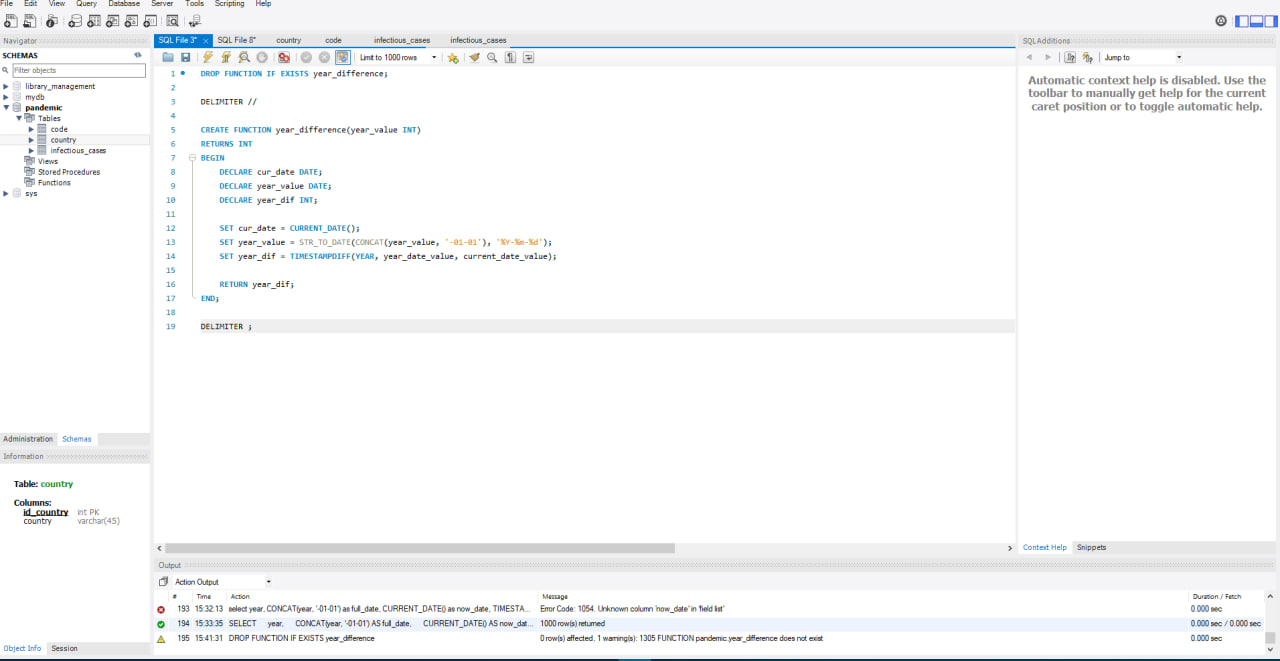 File Edit View Query Database Server Tools Scripting Help
Navigator
SCHEMAS
Filter objects
library_management
mydb
pandemic
Tables
code
country
infectious_cases
Views
Stored Procedures
Functions
sys
Administration Schemas
Information
Table: country
Columns:
id_country int PK
country varchar(45)
Object Info Session
SQL File 3* SQL File 8* country code infectious_cases infectious_cases
Limit to 1000 rows
1 DROP FUNCTION IF EXISTS year_difference;
2
3 DELIMITER //
4
5 CREATE FUNCTION year_difference(year_value INT)
6 RETURNS INT
7 BEGIN
8 DECLARE cur_date DATE;
9 DECLARE year_value DATE;
10 DECLARE year_dif INT;
11
12 SET cur_date = CURRENT_DATE();
13 SET year_value = STR_TO_DATE(CONCAT(year_value, '-01-01'), '%Y-%m-%d');
14 SET year_dif = TIMESTAMPDIFF(YEAR, year_date_value, current_date_value);
15
16 RETURN year_dif;
17 END;
18
19 DELIMITER ;
SQLAdditions
Jump to
Automatic context help is disabled. Use the
toolbar to manually get help for the current
caret position or to toggle automatic help.
Context Help Snippets
Output
Action Output
# Time Action Message Duration / Fetch
193 15:32:13 select year, CONCAT(year, '-01-01') as full_date, CURRENT_DATE() as now_date, TIMESTA... Error Code: 1054. Unknown column 'now_date' in 'field list' 0.000 sec
194 15:33:35 SELECT year, CONCAT(year, '-01-01') AS full_date, CURRENT_DATE() AS now_dat... 1000 row(s) returned 0.000 sec / 0.000 sec
195 15:41:31 DROP FUNCTION IF EXISTS year_difference 0 row(s) affected, 1 warning(s): 1305 FUNCTION pandemic.year_difference does not exist 0.000 sec